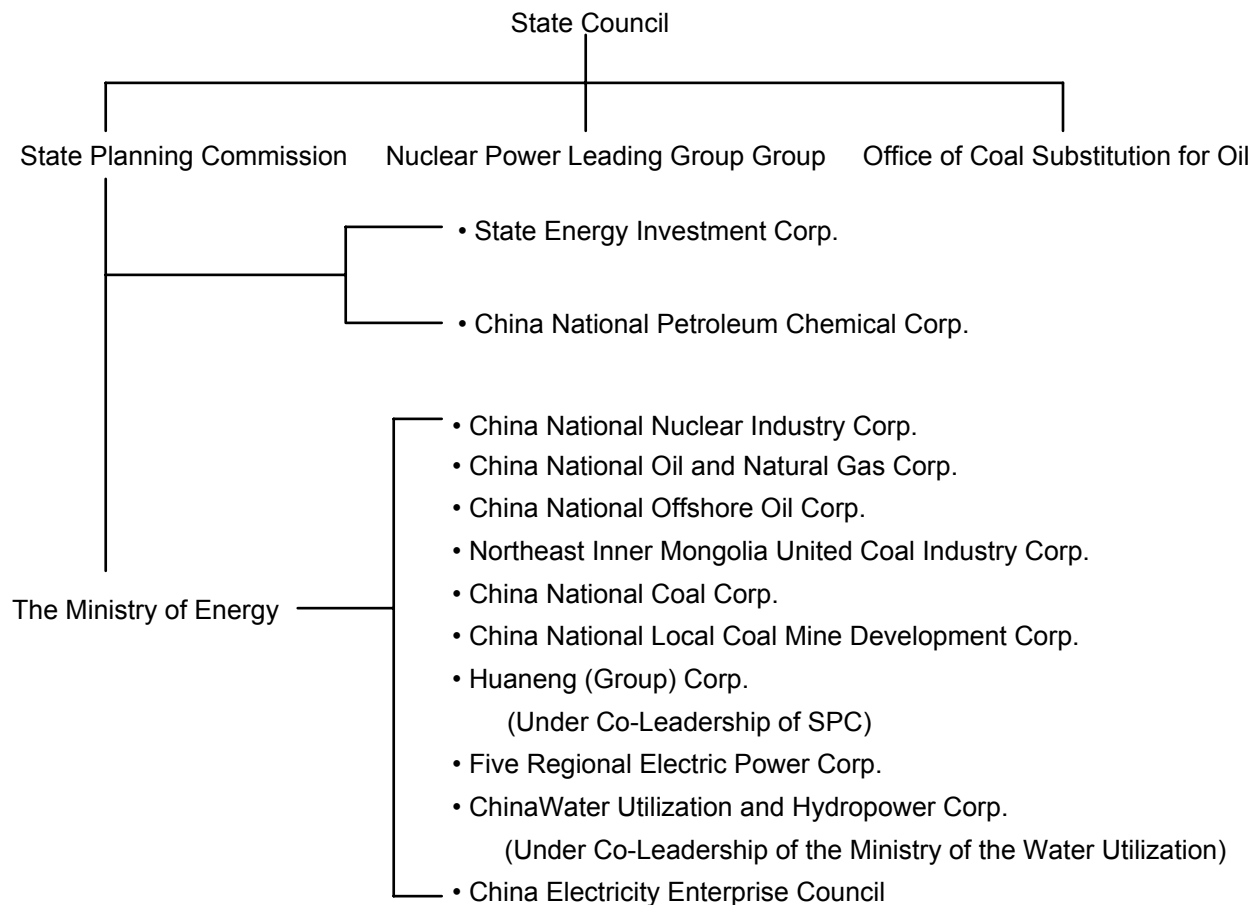 State Council
State Planning Commission
Nuclear Power Leading Group Group
Office of Coal Substitution for Oil
• State Energy Investment Corp.
• China National Petroleum Chemical Corp.
The Ministry of Energy
• China National Nuclear Industry Corp.
• China National Oil and Natural Gas Corp.
• China National Offshore Oil Corp.
• Northeast Inner Mongolia United Coal Industry Corp.
• China National Coal Corp.
• China National Local Coal Mine Development Corp.
• Huaneng (Group) Corp.
(Under Co-Leadership of SPC)
• Five Regional Electric Power Corp.
• ChinaWater Utilization and Hydropower Corp.
(Under Co-Leadership of the Ministry of the Water Utilization)
• China Electricity Enterprise Council